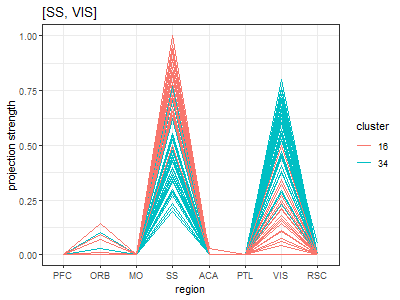 [SS, VIS]
1.00
0.75
0.50
0.25
0.00
projection strength
PFC ORB MO SS ACA PTL VIS RSC
region
cluster
16
34